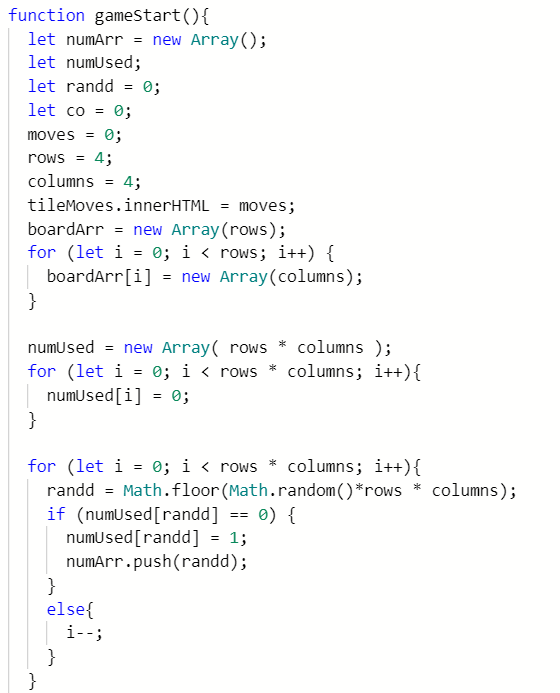 function gameStart(){
  let numArr = new Array();
  let numUsed;
  let randd = 0;
  let co = 0;
  moves = 0;
  rows = 4;
  columns = 4;
  tileMoves.innerHTML = moves;
  boardArr = new Array(rows);
  for (let i = 0; i < rows; i++) {
    boardArr[i] = new Array(columns);
  }

  numUsed = new Array( rows * columns );
  for (let i = 0; i < rows * columns; i++){
    numUsed[i] = 0;
  }

  for (let i = 0; i < rows * columns; i++){
    randd = Math.floor(Math.random()*rows * columns);
    if (numUsed[randd] == 0) {
      numUsed[randd] = 1;
      numArr.push(randd);
    }
    else{
      i--;
    }
  }